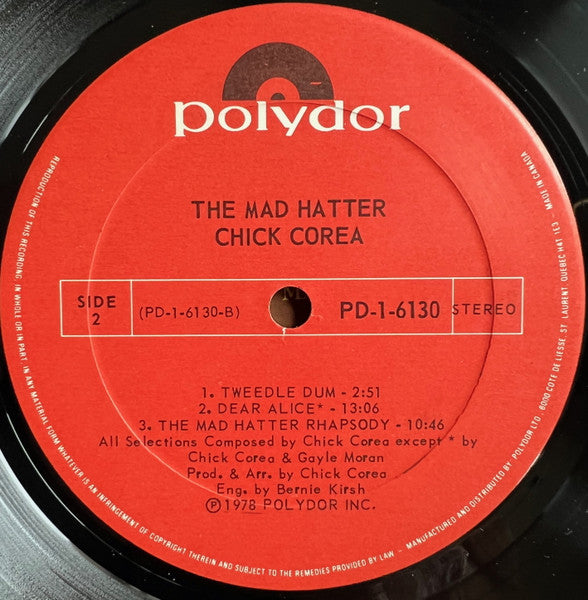 polydor
THE MAD HATTER
CHICK COREA
SIDE
2
(PD-1-6130-B)
PD-1-6130
STEREO
1. TWEEDLE DUM - 2:51
2. DEAR ALICE* - 13:06
3. THE MAD HATTER RHAPSODY - 10:46
All Selections Composed by Chick Corea except * by
Chick Corea & Gayle Moran
Prod. & Arr. by Chick Corea
Eng. by Bernie Kirsh
Ⓟ 1978 POLYDOR INC.
REPRODUCTION OF THIS RECORDING, IN WHOLE OR IN PART, IN ANY MATERIAL FORM WHATEVER IS AN INFRINGEMENT OF COPYRIGHT THEREIN AND SUBJECT TO THE REMEDIES PROVIDED BY LAW – MANUFACTURED AND DISTRIBUTED BY POLYDOR LTD., 6000 COTE DE LIESSE, ST LAURENT, QUEBEC H4T 1E3 • MADE IN CANADA